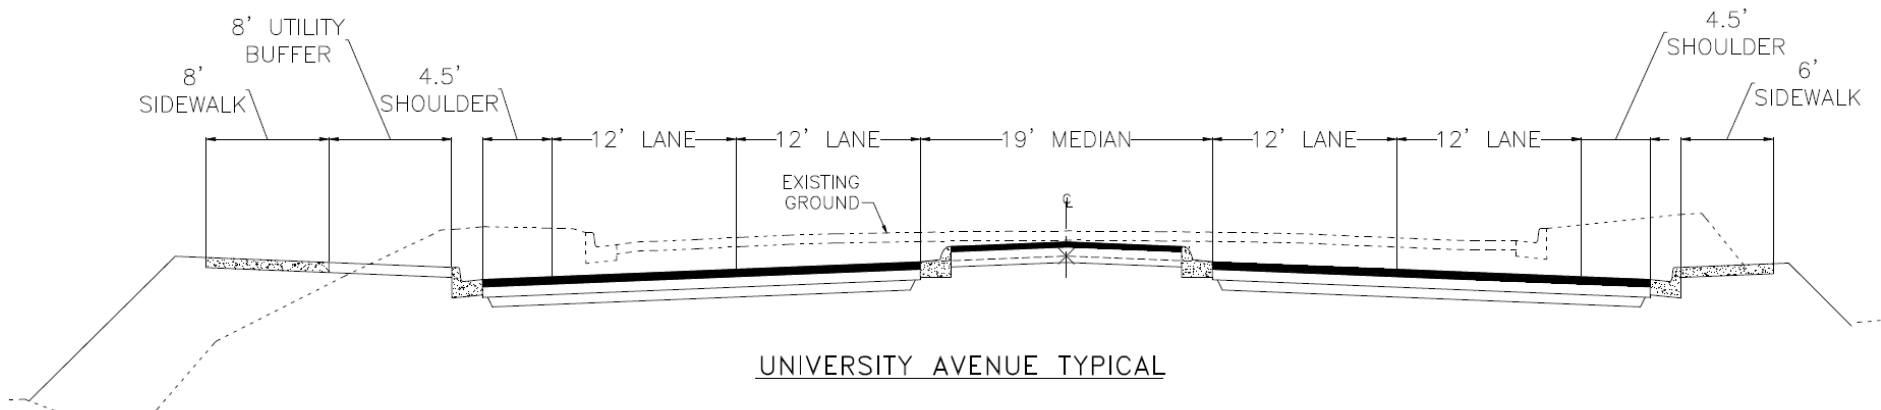 8' UTILITY
BUFFER
8'
SIDEWALK
4.5'
SHOULDER
4.5'
SHOULDER
6'
SIDEWALK
12' LANE
12' LANE
19' MEDIAN
12' LANE
12' LANE
EXISTING
GROUND
℄
UNIVERSITY AVENUE TYPICAL